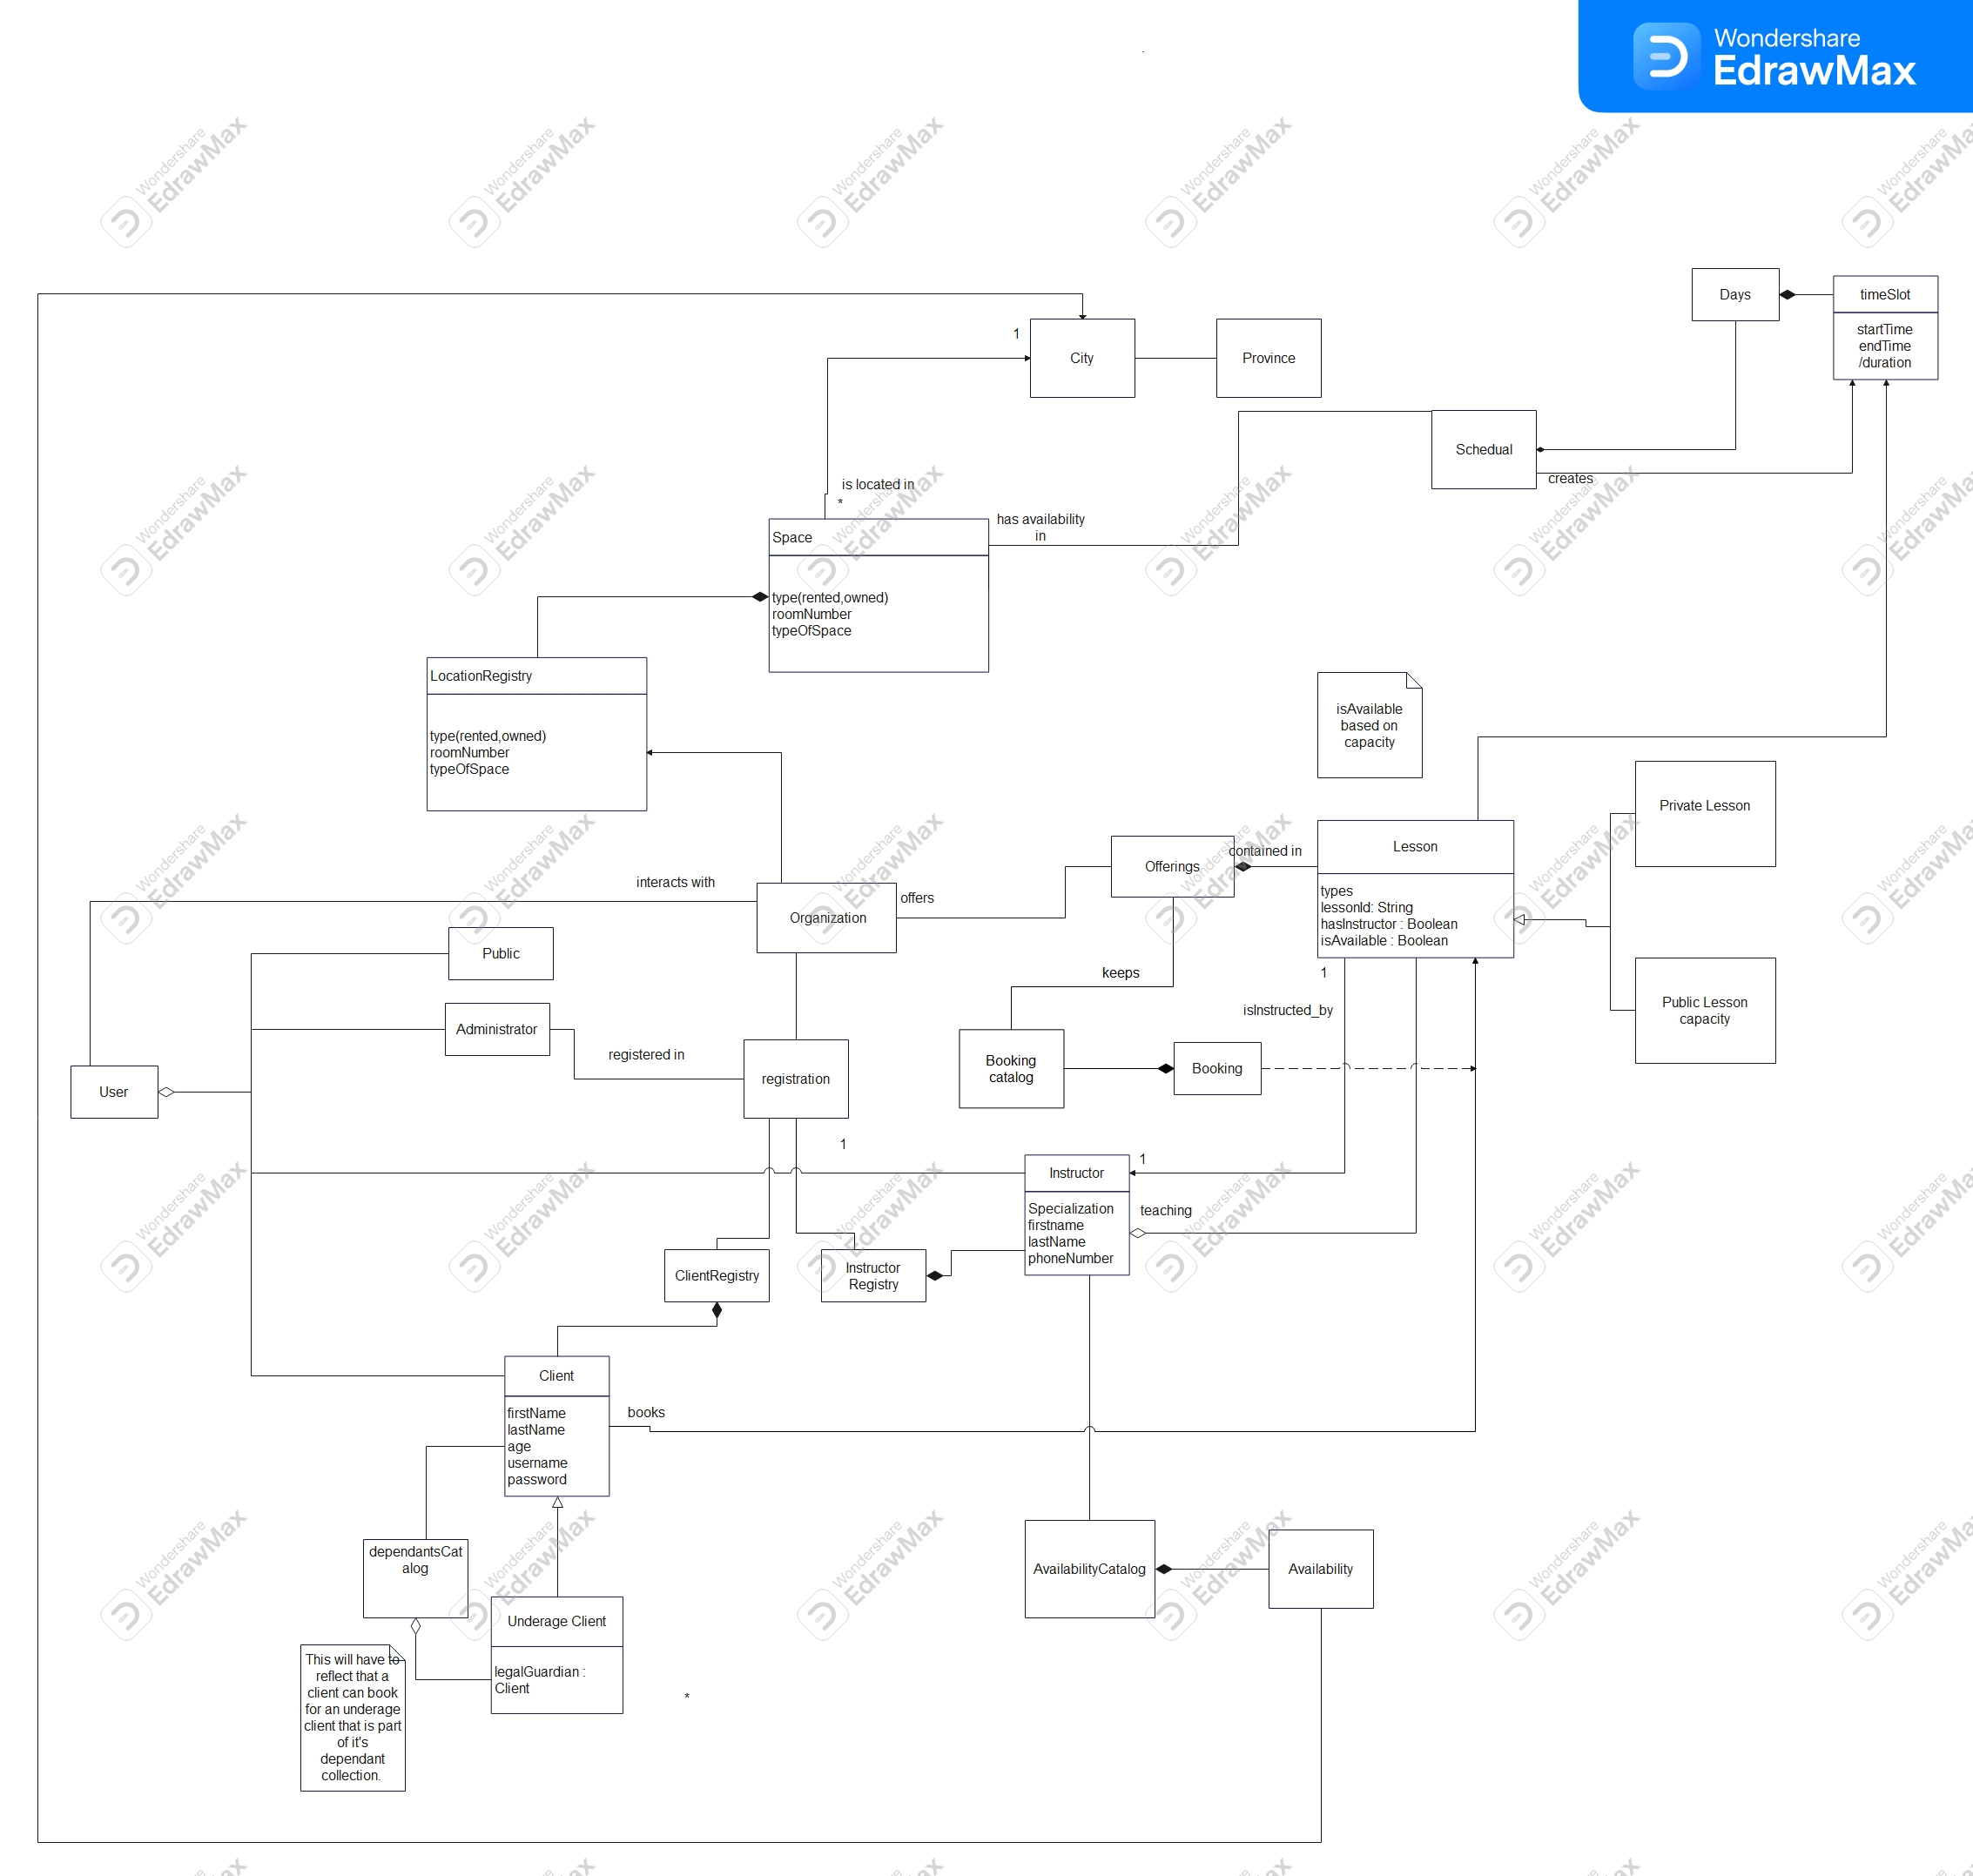 Wondershare
EdrawMax
Days
timeSlot
startTime
endTime
/duration
1
City
Province
Schedual
creates
is located in
*
has availability
in
Space
type(rented,owned)
roomNumber
typeOfSpace
LocationRegistry
type(rented,owned)
roomNumber
typeOfSpace
isAvailable
based on
capacity
Private Lesson
Lesson
types
lessonId: String
hasInstructor : Boolean
isAvailable : Boolean
contained in
Offerings
interacts with
Organization
offers
Public
keeps
1
Public Lesson
capacity
isInstructed_by
Administrator
registered in
registration
Booking
catalog
Booking
User
1
1
Instructor
Specialization
firstname
lastName
phoneNumber
teaching
ClientRegistry
Instructor
Registry
Client
firstName
lastName
age
username
password
books
dependantsCat
alog
AvailabilityCatalog
Availability
Underage Client
legalGuardian :
Client
This will have to
reflect that a
client can book
for an underage
client that is part
of it's
dependant
collection.
*